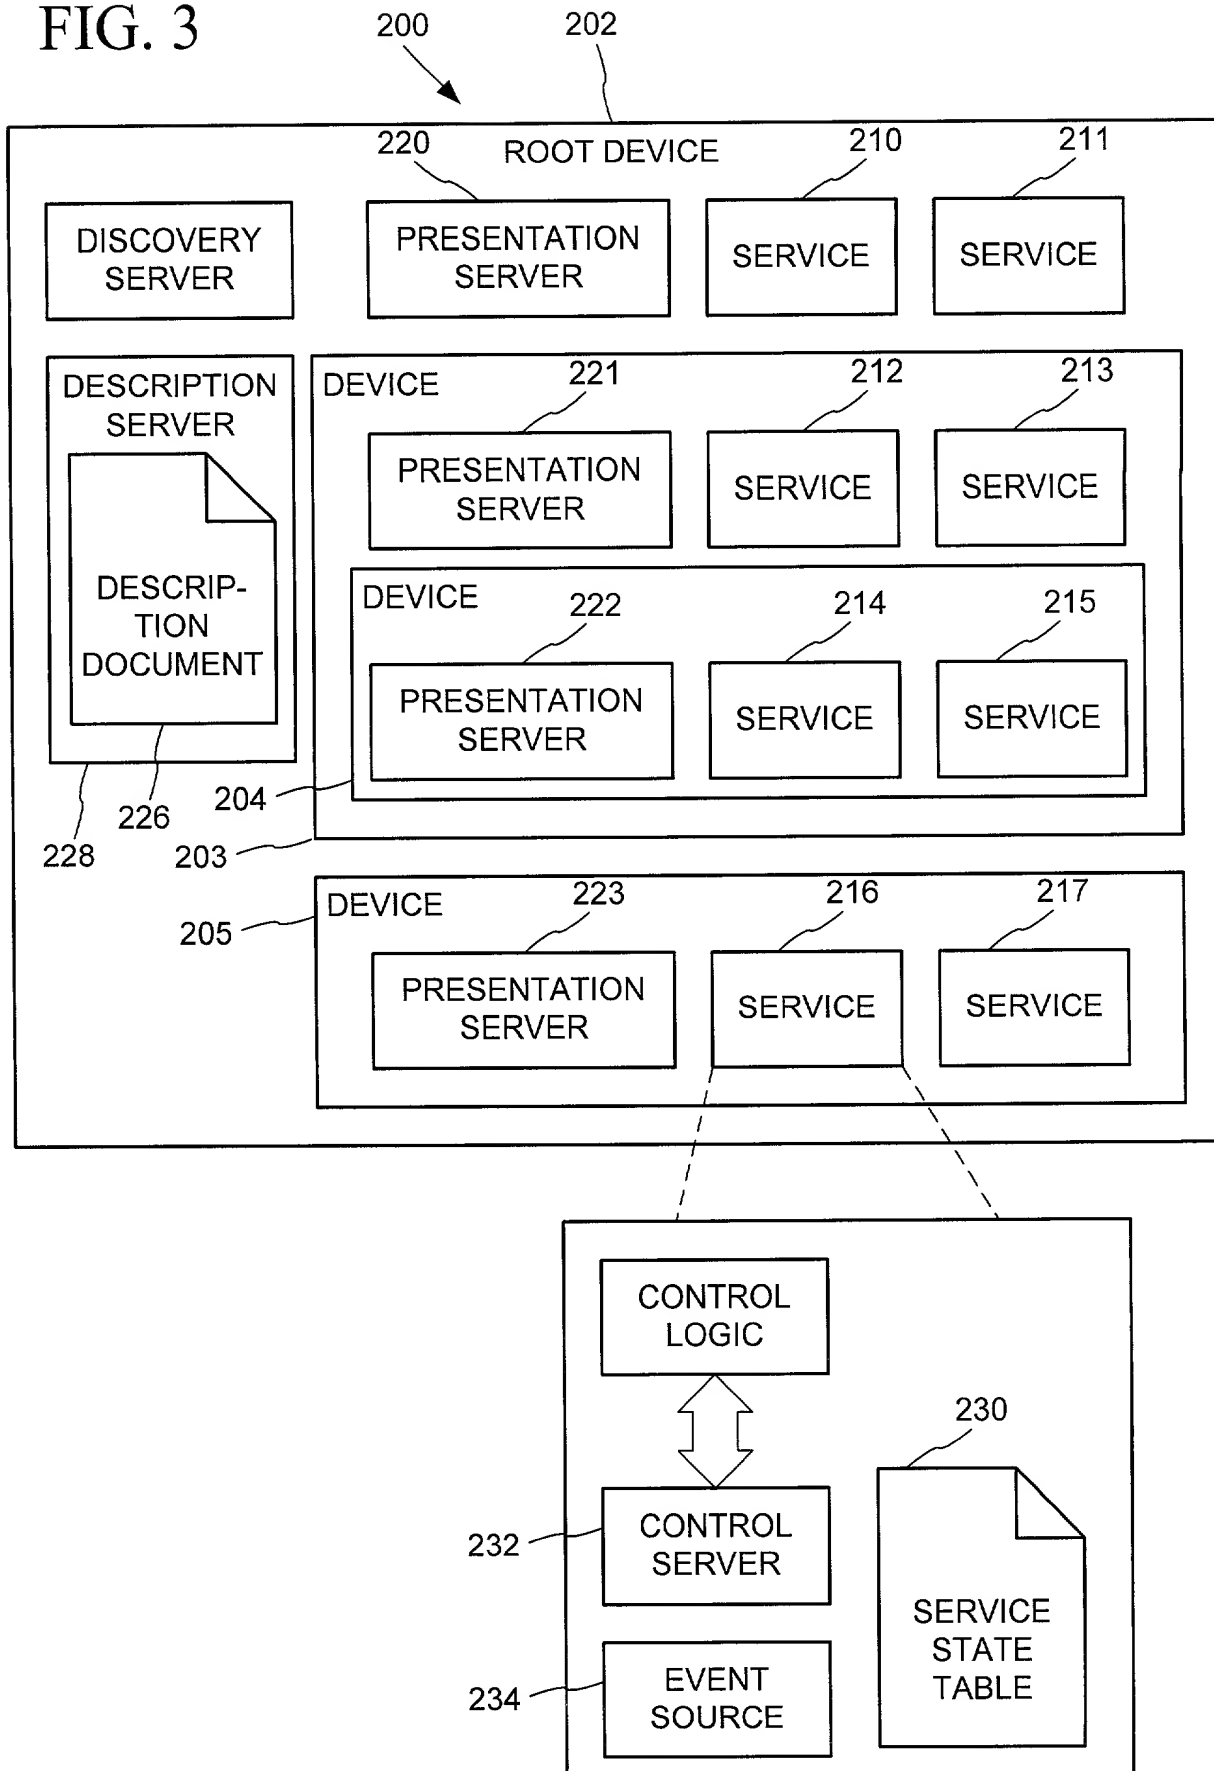 FIG. 3
200
202
ROOT DEVICE
220
210
211
DISCOVERY
SERVER
PRESENTATION
SERVER
SERVICE
SERVICE
DESCRIPTION
SERVER
DESCRIP-
TION
DOCUMENT
226
228
DEVICE
221
212
213
PRESENTATION
SERVER
SERVICE
SERVICE
DEVICE
222
214
215
PRESENTATION
SERVER
SERVICE
SERVICE
204
203
DEVICE
205
223
216
217
PRESENTATION
SERVER
SERVICE
SERVICE
CONTROL
LOGIC
230
232
CONTROL
SERVER
SERVICE
STATE
TABLE
234
EVENT
SOURCE